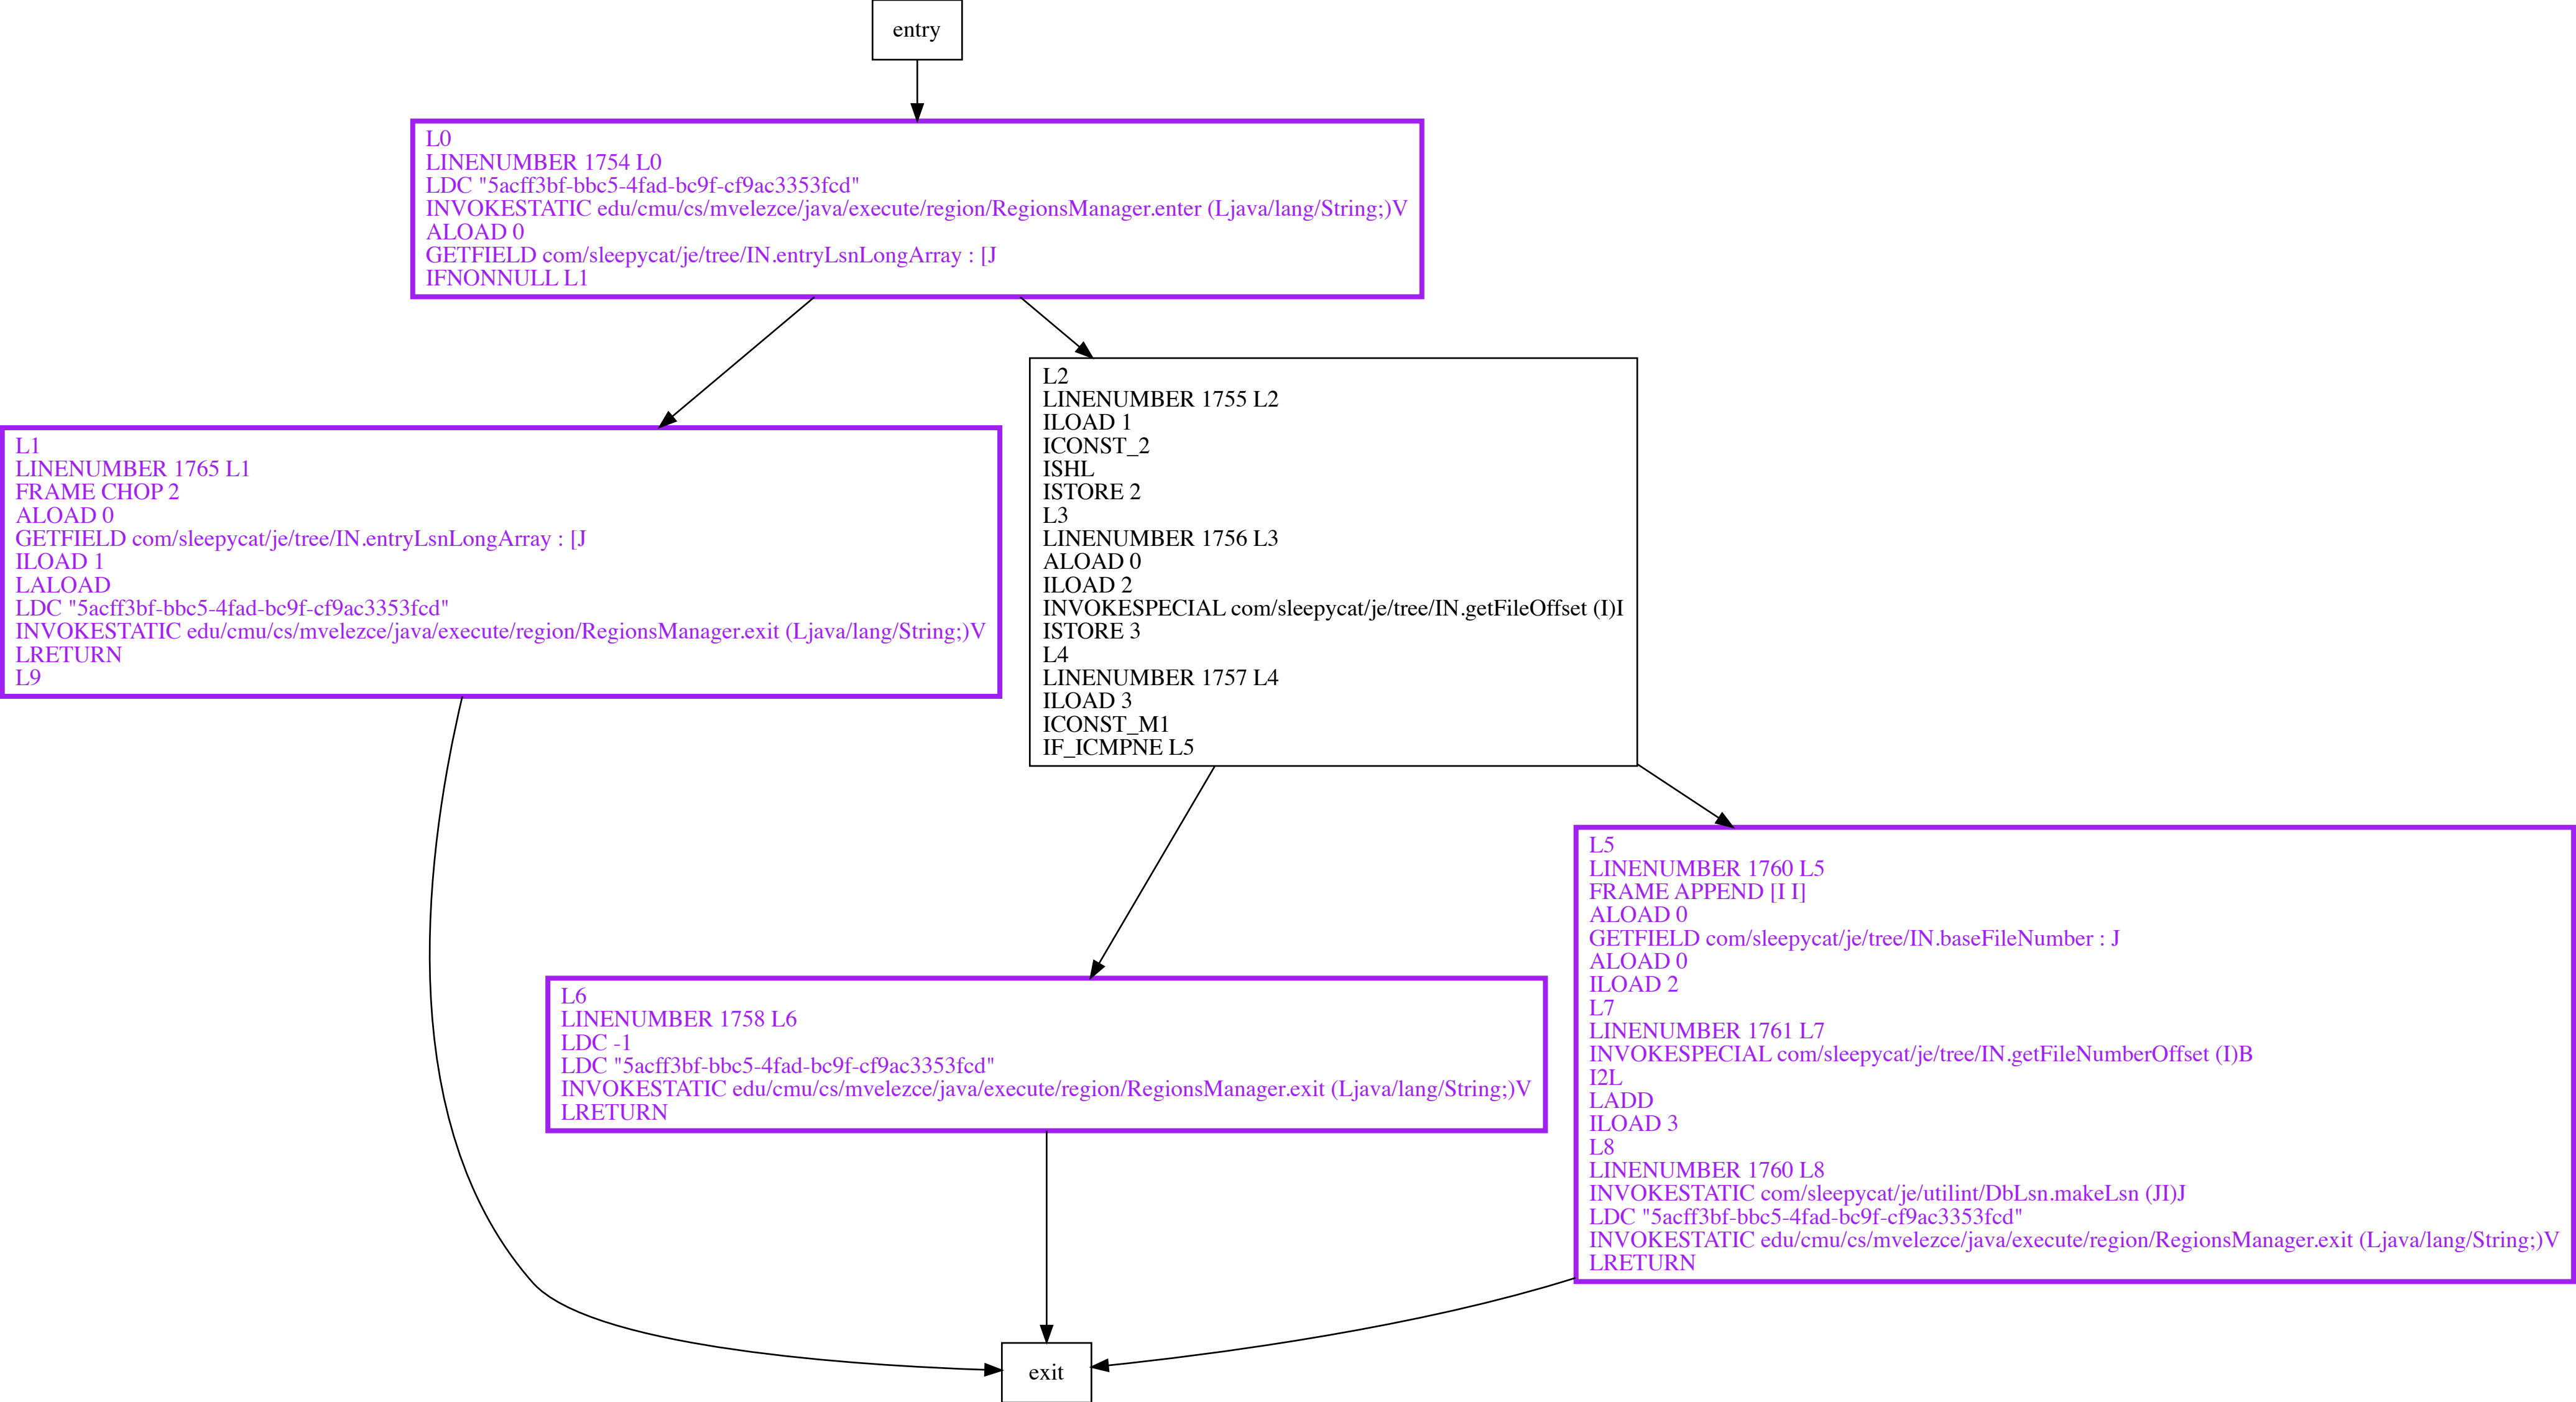 entry
L0
LINENUMBER 1754 L0
LDC "5acff3bf-bbc5-4fad-bc9f-cf9ac3353fcd"
INVOKESTATIC edu/cmu/cs/mvelezce/java/execute/region/RegionsManager.enter (Ljava/lang/String;)V
ALOAD 0
GETFIELD com/sleepycat/je/tree/IN.entryLsnLongArray : [J
IFNONNULL L1
L1
LINENUMBER 1765 L1
FRAME CHOP 2
ALOAD 0
GETFIELD com/sleepycat/je/tree/IN.entryLsnLongArray : [J
ILOAD 1
LALOAD
LDC "5acff3bf-bbc5-4fad-bc9f-cf9ac3353fcd"
INVOKESTATIC edu/cmu/cs/mvelezce/java/execute/region/RegionsManager.exit (Ljava/lang/String;)V
LRETURN
L9
L2
LINENUMBER 1755 L2
ILOAD 1
ICONST_2
ISHL
ISTORE 2
L3
LINENUMBER 1756 L3
ALOAD 0
ILOAD 2
INVOKESPECIAL com/sleepycat/je/tree/IN.getFileOffset (I)I
ISTORE 3
L4
LINENUMBER 1757 L4
ILOAD 3
ICONST_M1
IF_ICMPNE L5
L6
LINENUMBER 1758 L6
LDC -1
LDC "5acff3bf-bbc5-4fad-bc9f-cf9ac3353fcd"
INVOKESTATIC edu/cmu/cs/mvelezce/java/execute/region/RegionsManager.exit (Ljava/lang/String;)V
LRETURN
L5
LINENUMBER 1760 L5
FRAME APPEND [I I]
ALOAD 0
GETFIELD com/sleepycat/je/tree/IN.baseFileNumber : J
ALOAD 0
ILOAD 2
L7
LINENUMBER 1761 L7
INVOKESPECIAL com/sleepycat/je/tree/IN.getFileNumberOffset (I)B
I2L
LADD
ILOAD 3
L8
LINENUMBER 1760 L8
INVOKESTATIC com/sleepycat/je/utilint/DbLsn.makeLsn (JI)J
LDC "5acff3bf-bbc5-4fad-bc9f-cf9ac3353fcd"
INVOKESTATIC edu/cmu/cs/mvelezce/java/execute/region/RegionsManager.exit (Ljava/lang/String;)V
LRETURN
exit